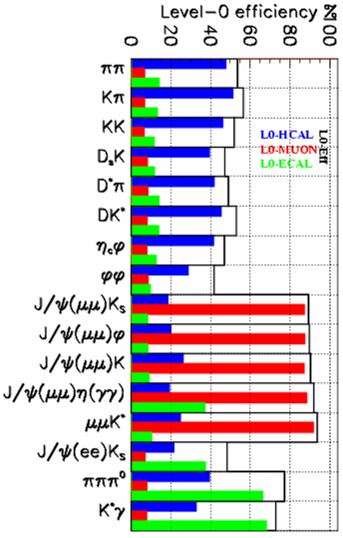 Level-0 efficiency %
0 20 40 60 80 100
ππ
Kπ
KK
DₛK
D*π
DK*
η꜀φ
φφ
J/ψ(μμ)Kₛ
J/ψ(μμ)φ
J/ψ(μμ)K
J/ψ(μμ)η(γγ)
μμK*
J/ψ(ee)Kₛ
πππ⁰
K*γ
L0-Eff
L0-HCAL
L0-MUON
L0-ECAL